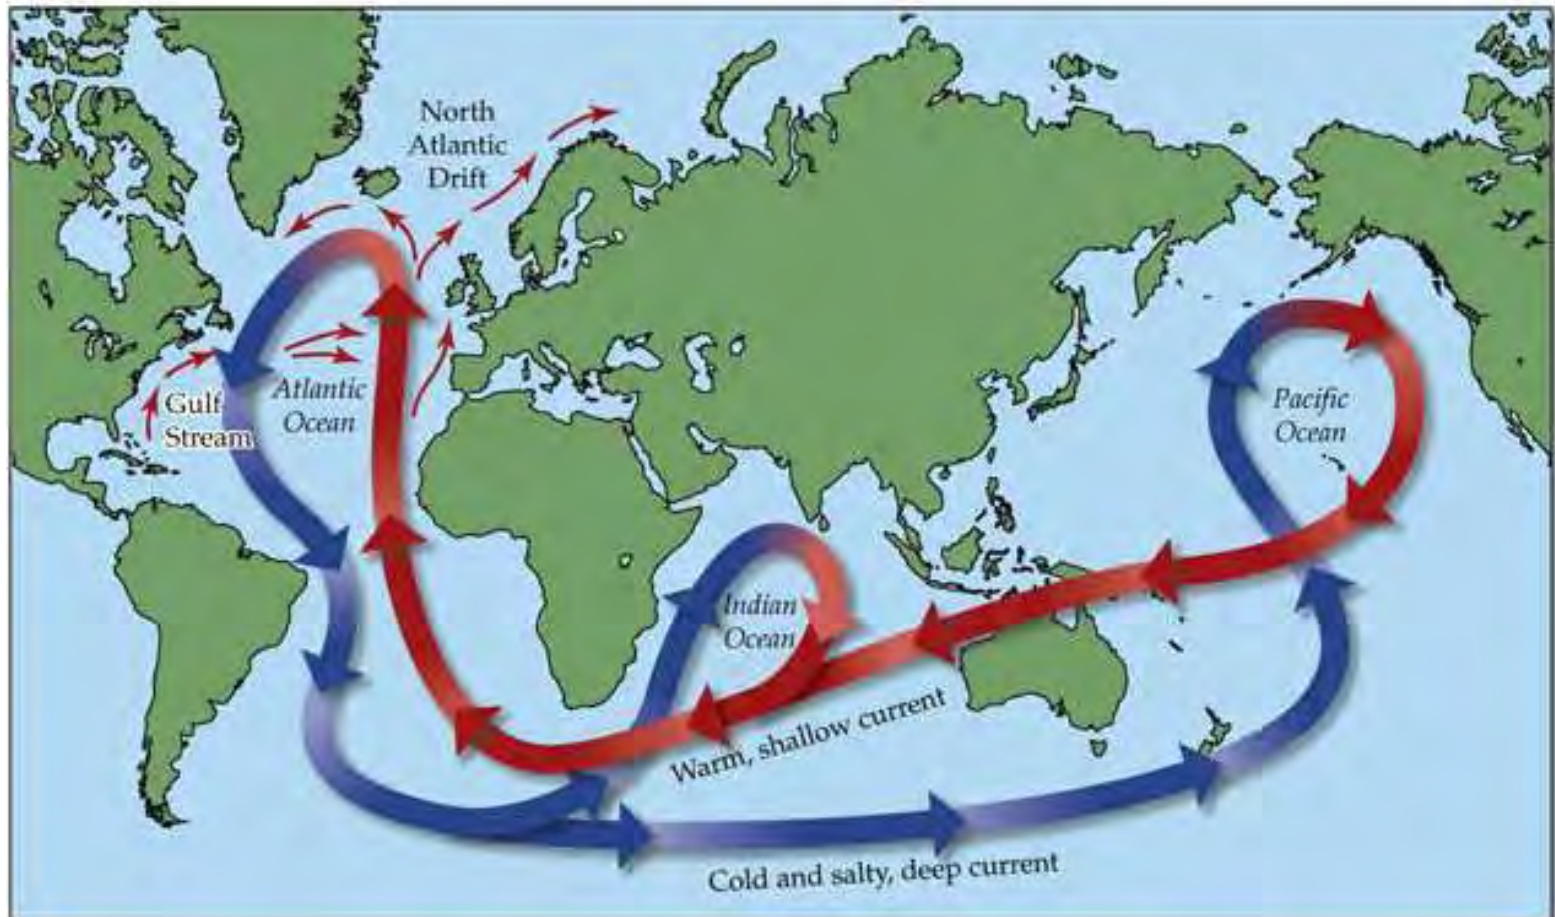 North
Atlantic
Drift
Gulf
Stream
Atlantic
Ocean
Pacific
Ocean
Indian
Ocean
Warm, shallow current
Cold and salty, deep current